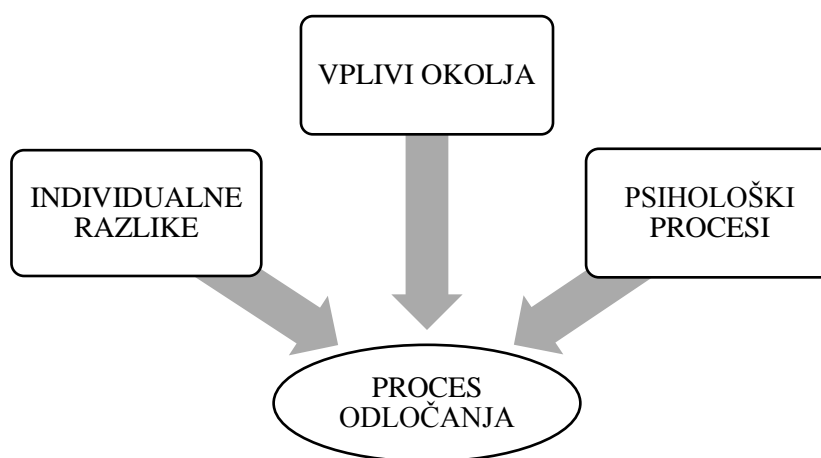 VPLIVI OKOLJA
INDIVIDUALNE
RAZLIKE
PSIHOLOŠKI
PROCESI
PROCES
ODLOČANJA